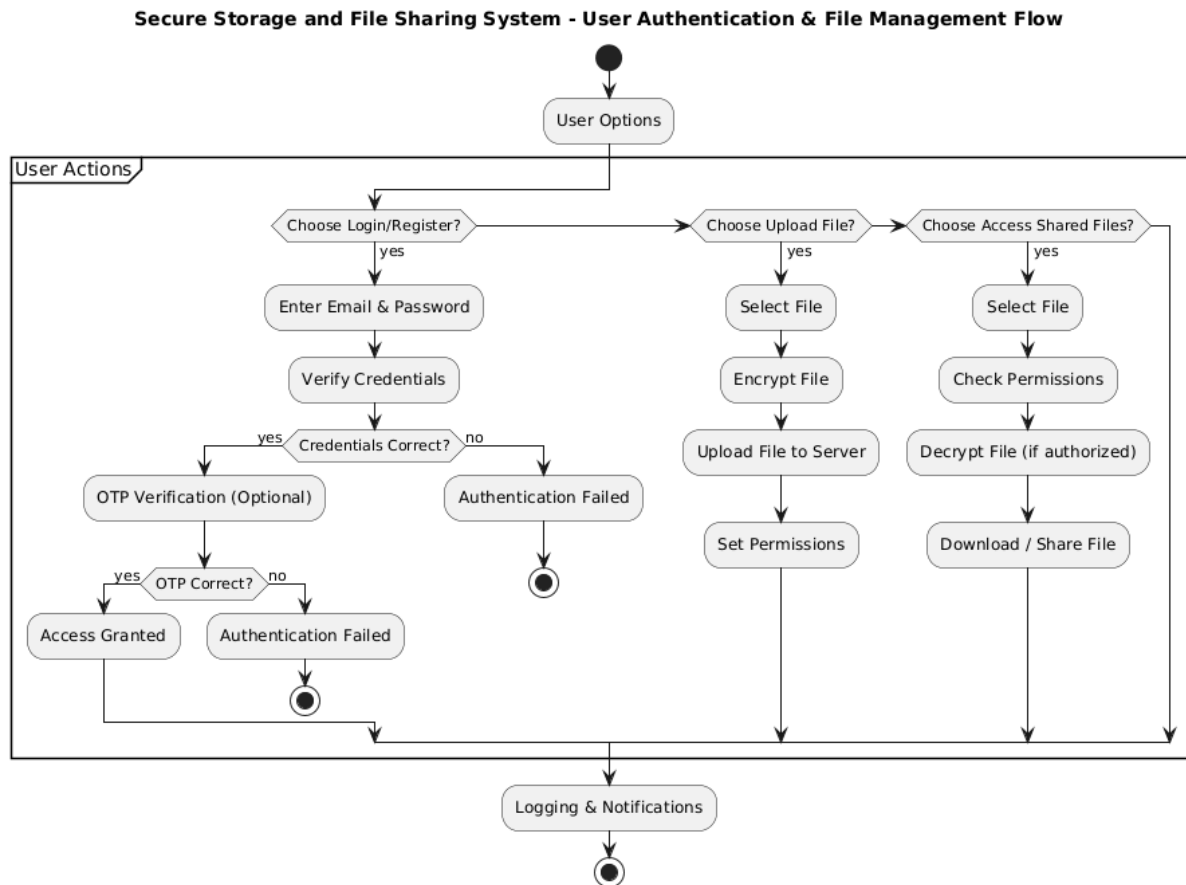 Secure Storage and File Sharing System - User Authentication & File Management Flow
User Options
User Actions
Choose Login/Register?
yes
Enter Email & Password
Verify Credentials
Credentials Correct?
yes
no
OTP Verification (Optional)
Authentication Failed
OTP Correct?
yes
no
Access Granted
Authentication Failed
Choose Upload File?
yes
Select File
Encrypt File
Upload File to Server
Set Permissions
Choose Access Shared Files?
yes
Select File
Check Permissions
Decrypt File (if authorized)
Download / Share File
Logging & Notifications